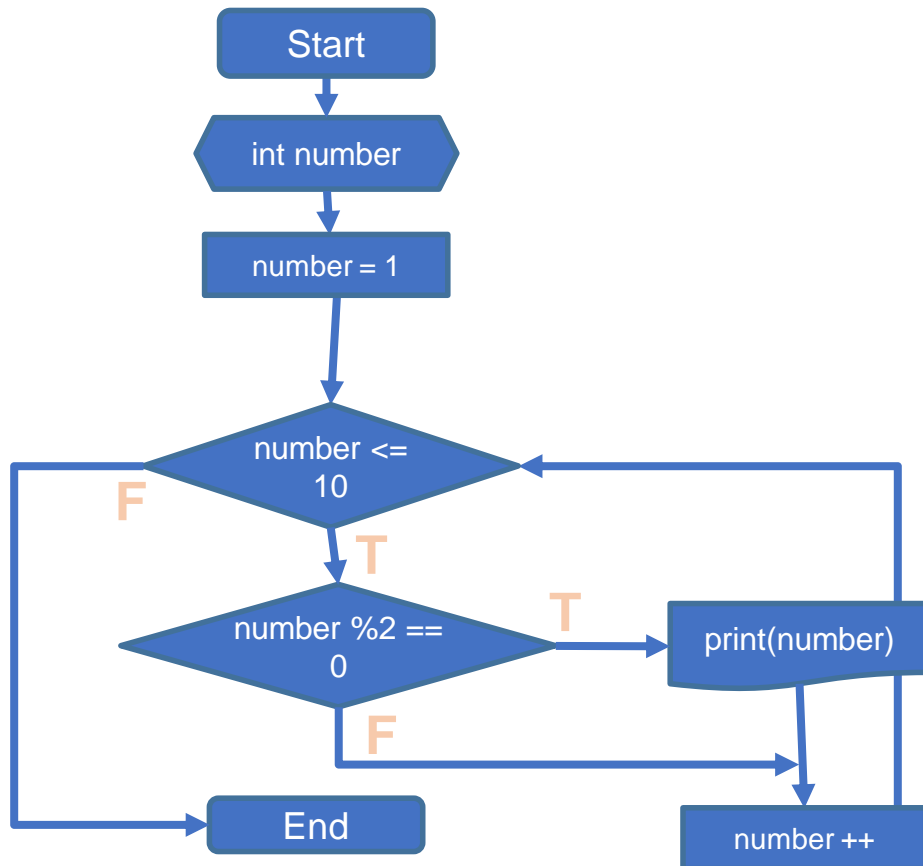 Start
int number
number = 1
number <=
10
F
T
number %2 ==
0
T
print(number)
F
End
number ++